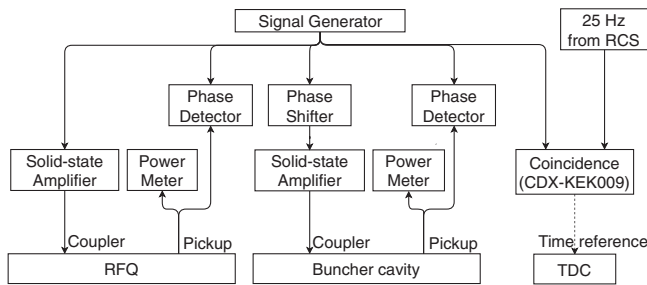 Signal Generator
25 Hz
from RCS
Phase
Detector
Phase
Shifter
Phase
Detector
Solid-state
Amplifier
Power
Meter
Solid-state
Amplifier
Power
Meter
Coincidence
(CDX-KEK009)
Coupler
Pickup
Coupler
Pickup
Time reference
RFQ
Buncher cavity
TDC